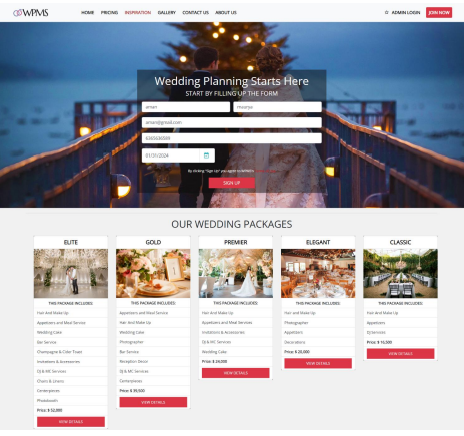 WPMS
HOME PRICING INSPIRATION GALLERY CONTACT US ABOUT US
ADMIN LOGIN JOIN NOW
Wedding Planning Starts Here
START BY FILLING UP THE FORM
aman
aman@gmail.com
01/31/2024
By clicking "Sign Up" you agree to
SIGN UP
OUR WEDDING PACKAGES
ELITE
THIS PACKAGE INCLUDES:
Hair And Make Up
Appetizers and Meal Service
Wedding Cake
Bar Service
Champagne & Cider Toast
Invitations & Accessories
DJ & MC Services
Chairs & Linens
Centerpieces
Photobooth
Price: $ 52,000
VIEW DETAILS
GOLD
THIS PACKAGE INCLUDES:
Appetizers and Meal Service
Hair And Make Up
Wedding Cake
Photographer
Bar Service
Reception Decor
DJ & MC Services
Centerpieces
Price: $ 39,500
VIEW DETAILS
PREMIER
THIS PACKAGE INCLUDES:
Hair And Make Up
Appetizers and Meal Services
Invitations & Accessories
DJ & MC Services
Wedding Cake
Price: $ 24,000
VIEW DETAILS
ELEGANT
THIS PACKAGE INCLUDES:
Hair and Make Up
Photographer
Appetizers
Decorations
Price: $ 20,000
VIEW DETAILS
CLASSIC
THIS PACKAGE INCLUDES:
Hair and Make Up
Appetizers
DJ Services
Price: $ 16,500
VIEW DETAILS